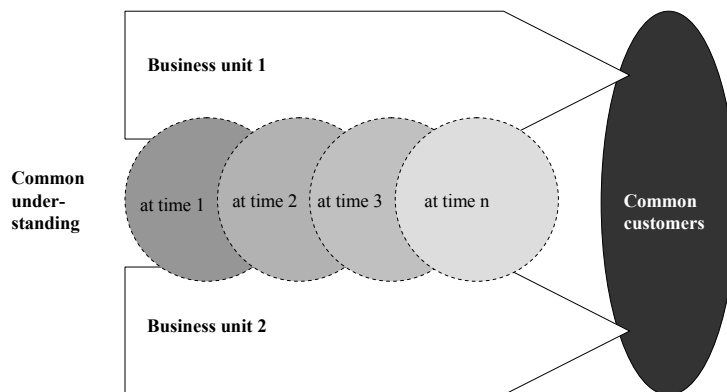 Business unit 1
Common
under-
standing
at time 1
at time 2
at time 3
at time n
Common
customers
Business unit 2